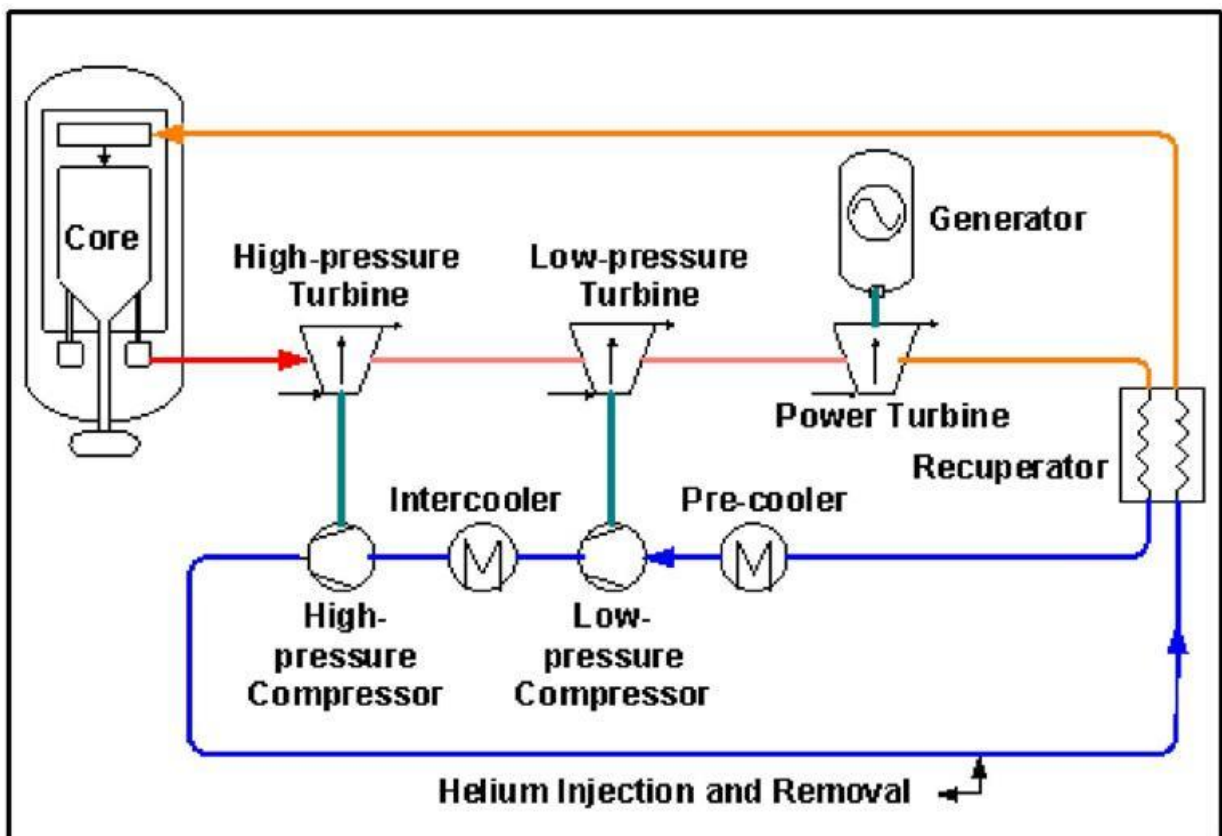 Core
High-pressure
Turbine
Low-pressure
Turbine
Generator
Power Turbine
Recuperator
Intercooler
Pre-cooler
High-
pressure
Compressor
Low-
pressure
Compressor
Helium Injection and Removal